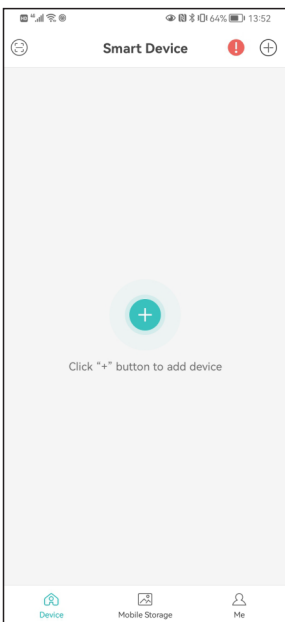 64% 13:52
Smart Device
Click "+" button to add device
Device Mobile Storage Me